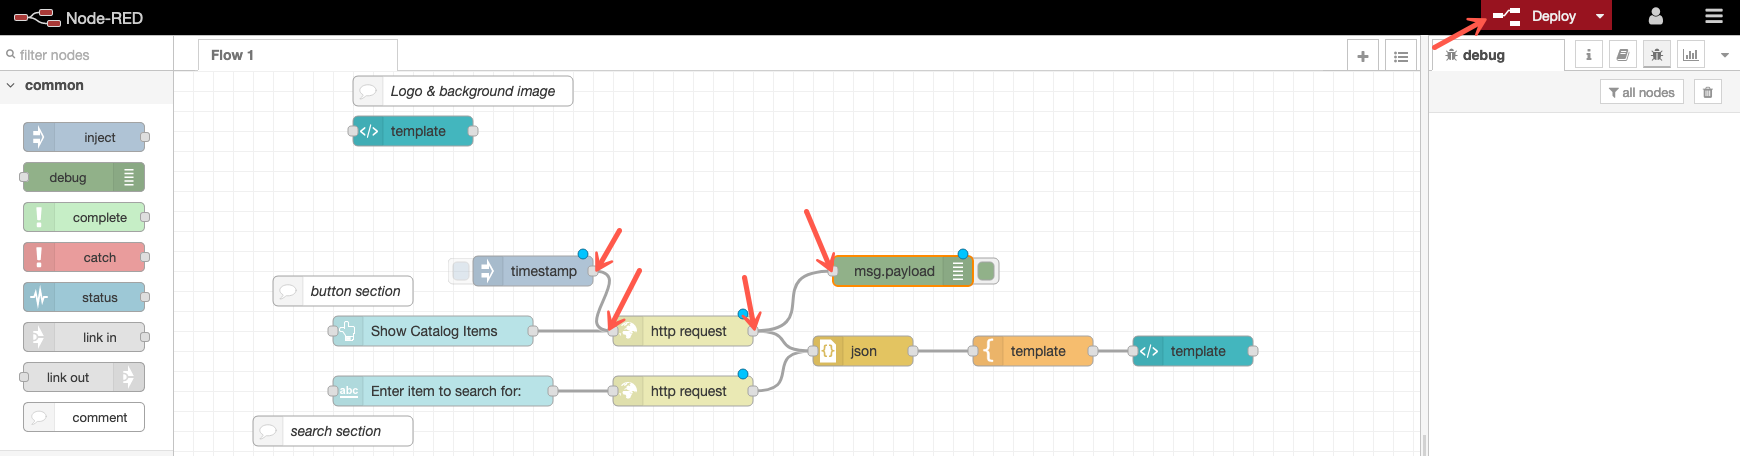 Node-RED
Deploy
filter nodes
Flow 1
debug
i
common
all nodes
Logo & background image
inject
</> template
debug
complete
catch
timestamp
msg.payload
status
button section
link in
Show Catalog Items
http request
{} json
{ template
</> template
link out
abc Enter item to search for:
http request
comment
search section